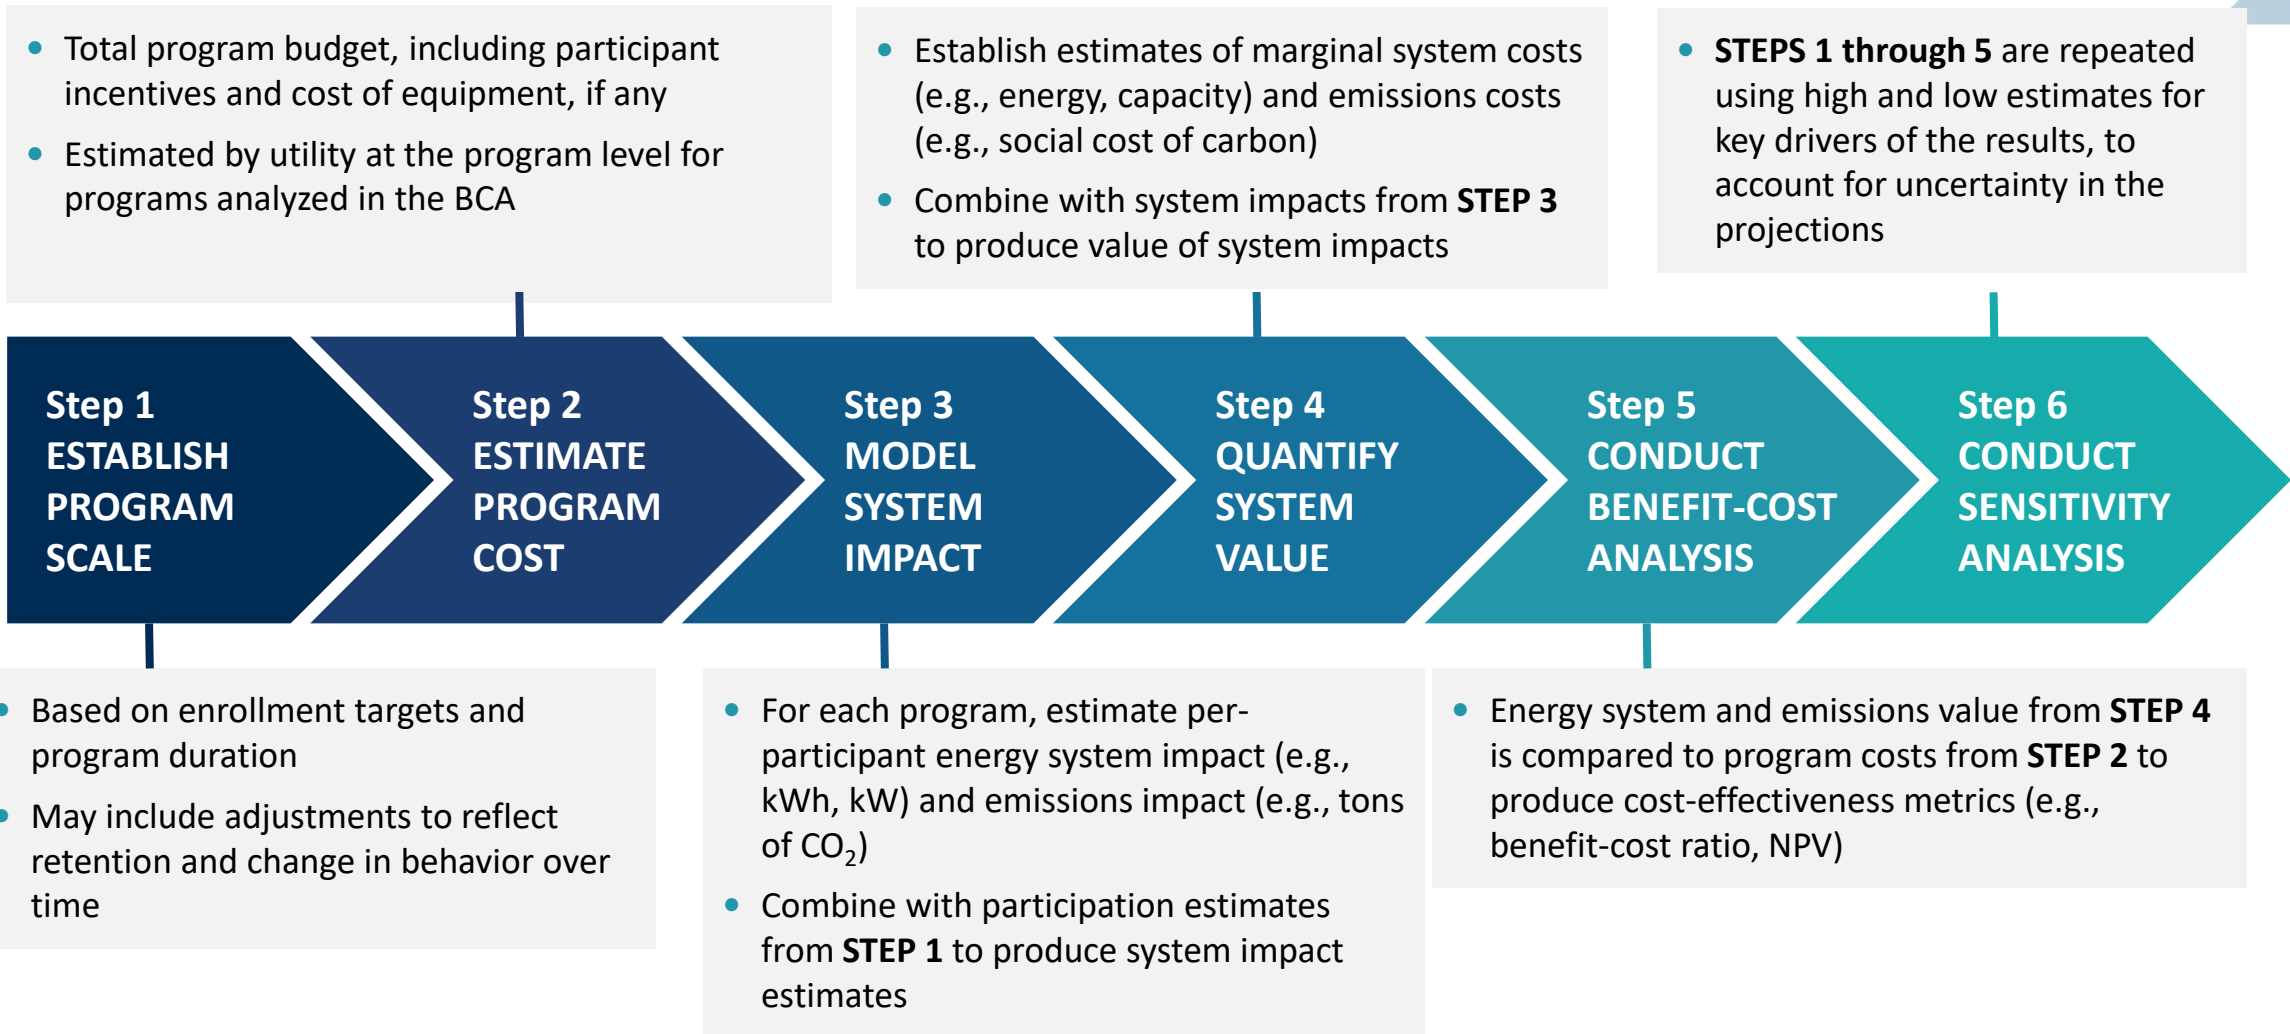 • Total program budget, including participant
incentives and cost of equipment, if any
• Estimated by utility at the program level for
programs analyzed in the BCA
• Establish estimates of marginal system costs
(e.g., energy, capacity) and emissions costs
(e.g., social cost of carbon)
• Combine with system impacts from STEP 3
to produce value of system impacts
• STEPS 1 through 5 are repeated
using high and low estimates for
key drivers of the results, to
account for uncertainty in the
projections
Step 1
ESTABLISH
PROGRAM
SCALE
Step 2
ESTIMATE
PROGRAM
COST
Step 3
MODEL
SYSTEM
IMPACT
Step 4
QUANTIFY
SYSTEM
VALUE
Step 5
CONDUCT
BENEFIT-COST
ANALYSIS
Step 6
CONDUCT
SENSITIVITY
ANALYSIS
• Based on enrollment targets and
program duration
• May include adjustments to reflect
retention and change in behavior over
time
• For each program, estimate per-
participant energy system impact (e.g.,
kWh, kW) and emissions impact (e.g., tons
of CO₂)
• Combine with participation estimates
from STEP 1 to produce system impact
estimates
• Energy system and emissions value from STEP 4
is compared to program costs from STEP 2 to
produce cost-effectiveness metrics (e.g.,
benefit-cost ratio, NPV)